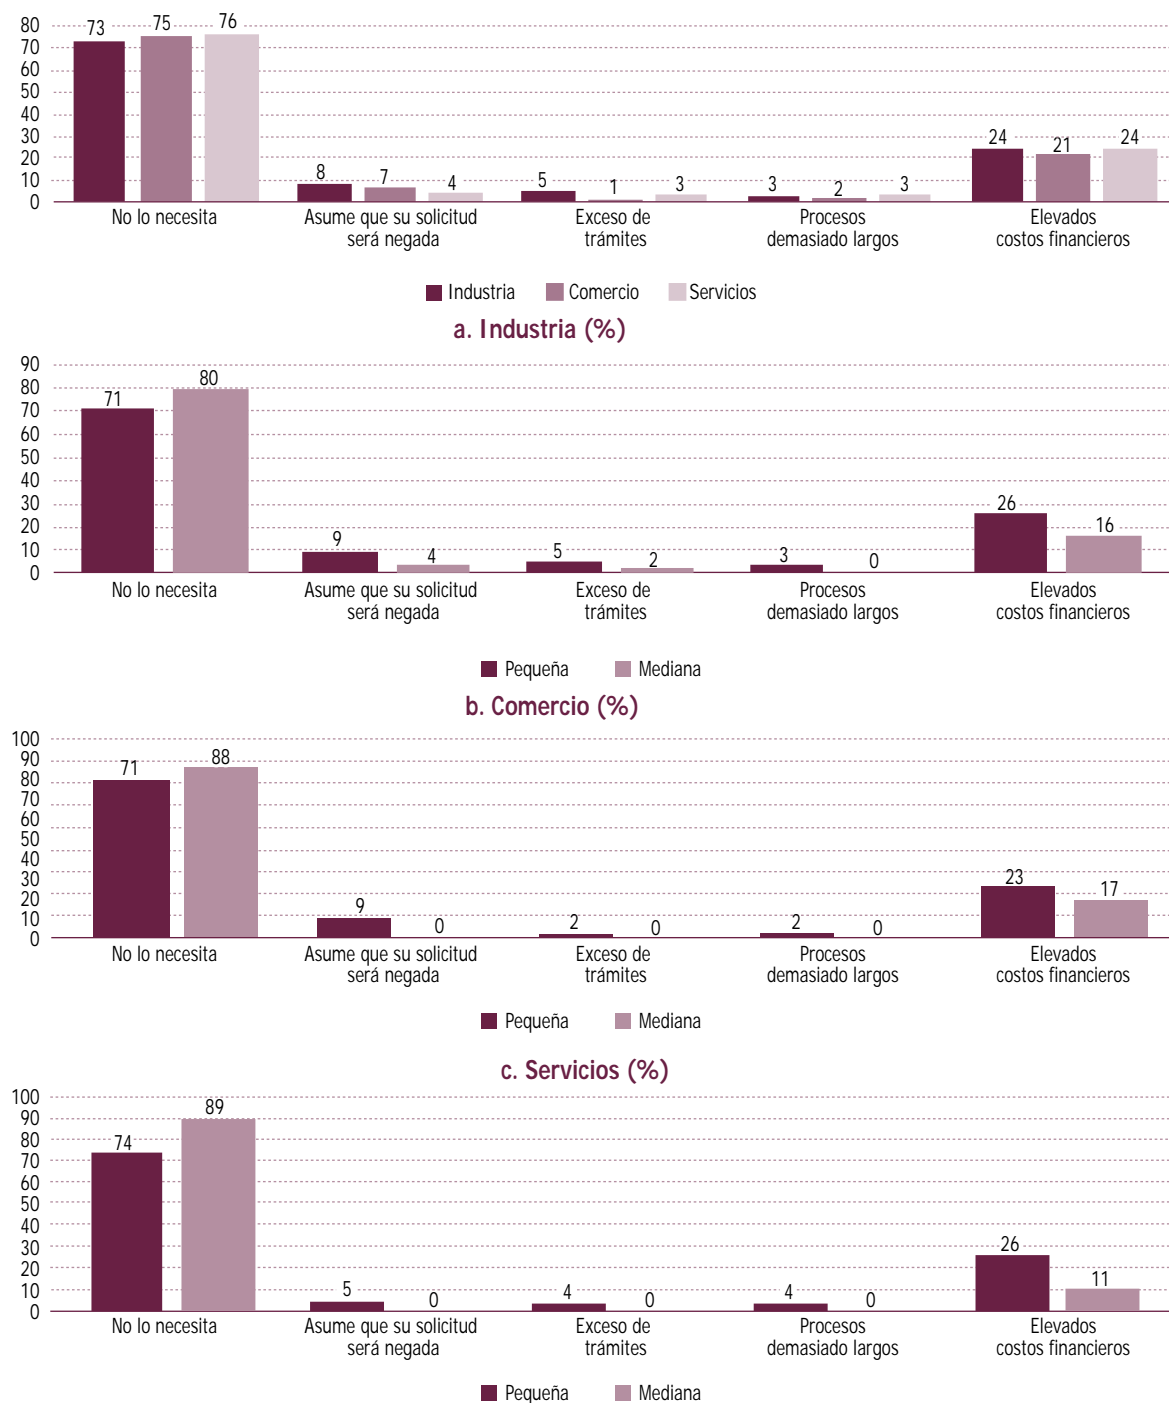 80
70
60
50
40
30
20
10
0
73
75
76
8
7
4
5
1
3
3
2
3
24
21
24
No lo necesita
Asume que su solicitud
será negada
Exceso de
trámites
Procesos
demasiado largos
Elevados
costos financieros
Industria
Comercio
Servicios
a. Industria (%)
90
80
70
60
50
40
30
20
10
0
71
80
9
4
5
2
3
0
26
16
No lo necesita
Asume que su solicitud
será negada
Exceso de
trámites
Procesos
demasiado largos
Elevados
costos financieros
Pequeña
Mediana
b. Comercio (%)
100
90
80
70
60
50
40
30
20
10
0
71
88
9
0
2
0
2
0
23
17
No lo necesita
Asume que su solicitud
será negada
Exceso de
trámites
Procesos
demasiado largos
Elevados
costos financieros
Pequeña
Mediana
c. Servicios (%)
100
90
80
70
60
50
40
30
20
10
0
74
89
5
0
4
0
4
0
26
11
No lo necesita
Asume que su solicitud
será negada
Exceso de
trámites
Procesos
demasiado largos
Elevados
costos financieros
Pequeña
Mediana